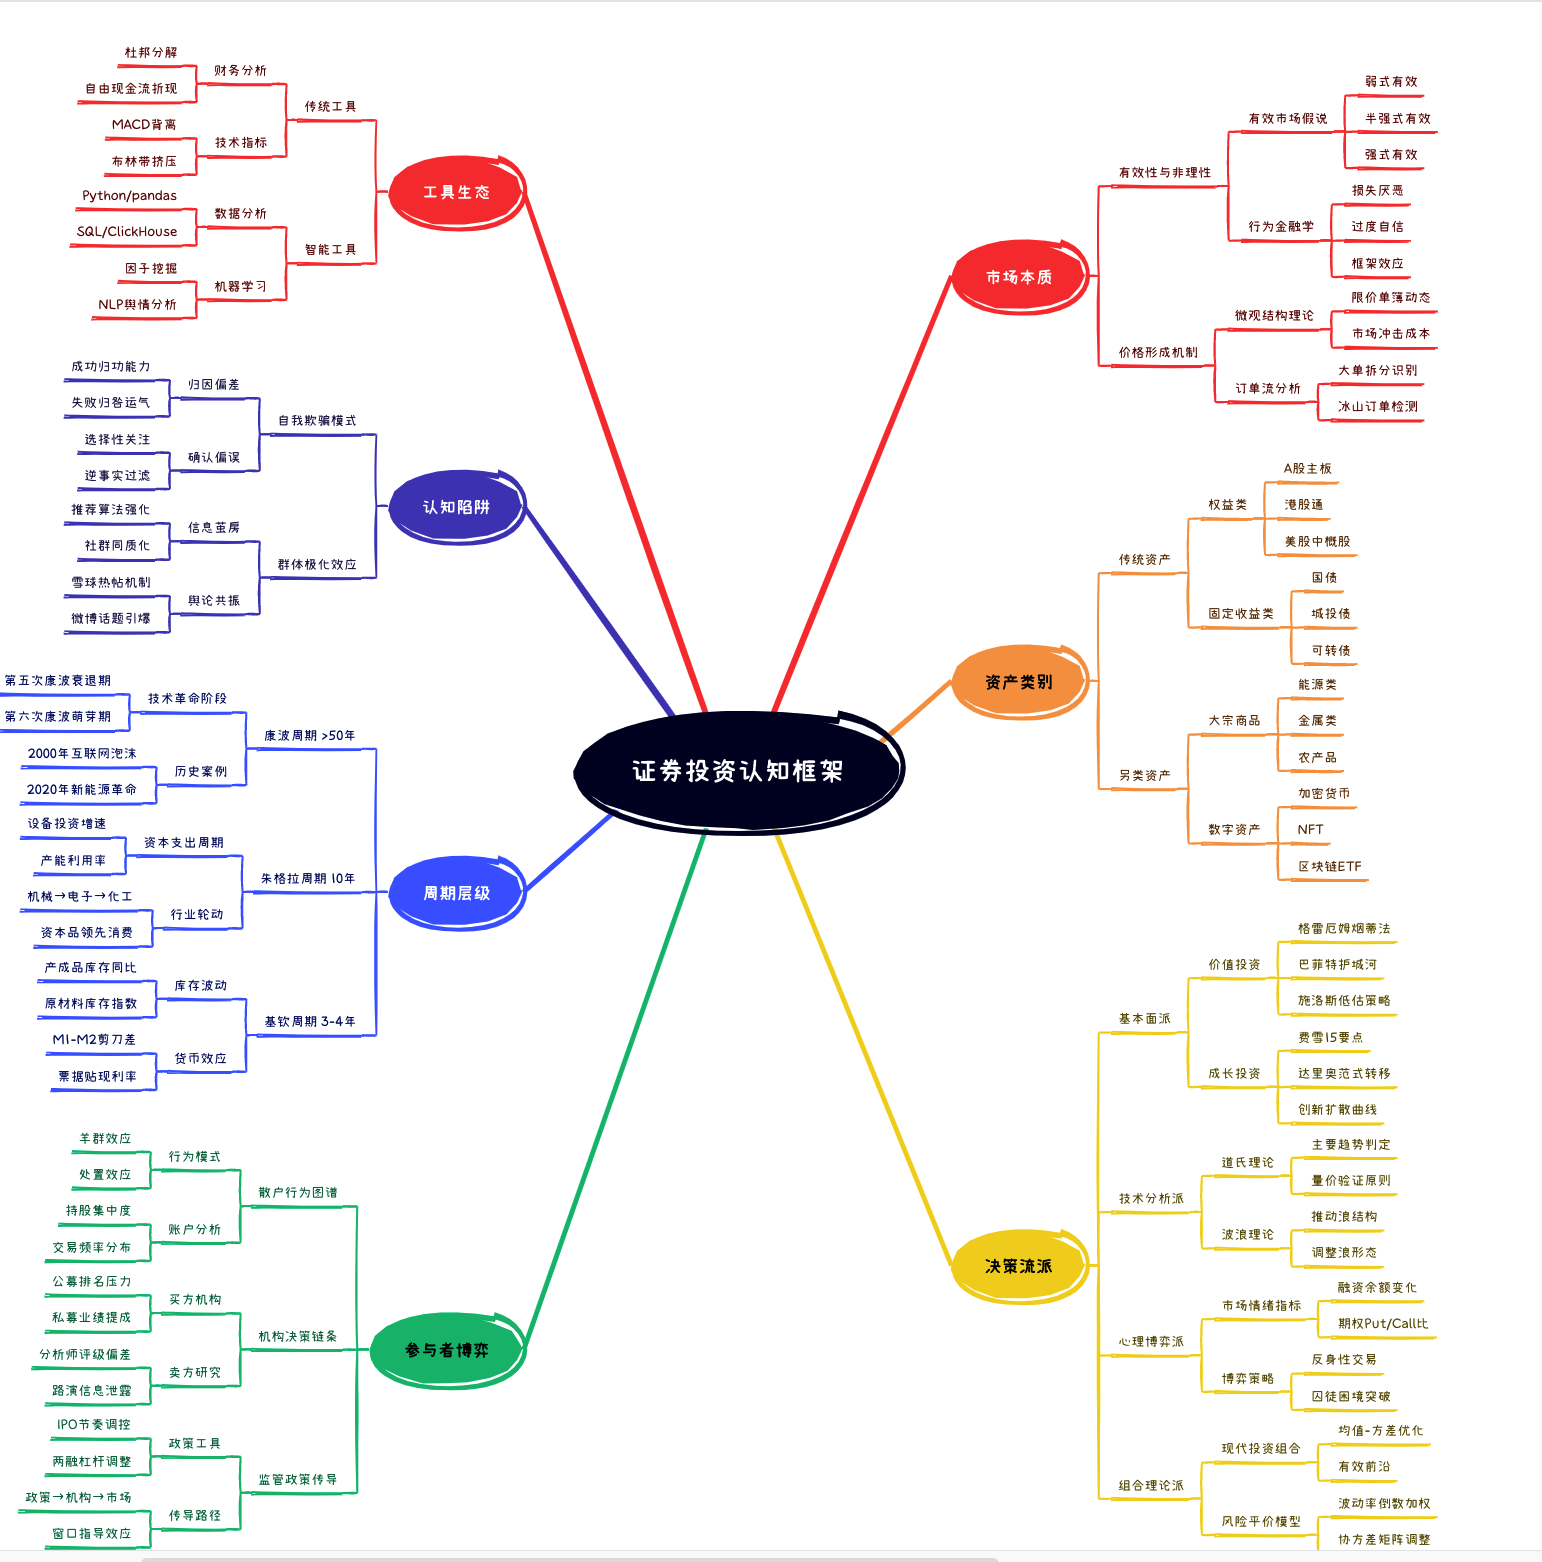 证券投资认知框架
市场本质
有效性与非理性
有效市场假说
弱式有效
半强式有效
强式有效
行为金融学
损失厌恶
过度自信
框架效应
价格形成机制
微观结构理论
限价单簿动态
市场冲击成本
订单流分析
大单拆分识别
冰山订单检测
资产类别
传统资产
权益类
A股主板
港股通
美股中概股
固定收益类
国债
城投债
可转债
另类资产
大宗商品
能源类
金属类
农产品
数字资产
加密货币
NFT
区块链ETF
决策流派
基本面派
价值投资
格雷厄姆烟蒂法
巴菲特护城河
施洛斯低估策略
成长投资
费雪15要点
达里奥范式转移
创新扩散曲线
技术分析派
道氏理论
主要趋势判定
量价验证原则
波浪理论
推动浪结构
调整浪形态
心理博弈派
市场情绪指标
融资余额变化
期权Put/Call比
博弈策略
反身性交易
囚徒困境突破
组合理论派
现代投资组合
均值-方差优化
有效前沿
风险平价模型
波动率倒数加权
协方差矩阵调整
工具生态
传统工具
财务分析
杜邦分解
自由现金流折现
技术指标
MACD背离
布林带挤压
智能工具
数据分析
Python/pandas
SQL/ClickHouse
机器学习
因子挖掘
NLP舆情分析
认知陷阱
自我欺骗模式
归因偏差
成功归功能力
失败归咎运气
确认偏误
选择性关注
逆事实过滤
群体极化效应
信息茧房
推荐算法强化
社群同质化
舆论共振
雪球热帖机制
微博话题引爆
周期层级
康波周期 >50年
技术革命阶段
第五次康波衰退期
第六次康波萌芽期
历史案例
2000年互联网泡沫
2020年新能源革命
朱格拉周期 10年
资本支出周期
设备投资增速
产能利用率
行业轮动
机械→电子→化工
资本品领先消费
基钦周期 3-4年
库存波动
产成品库存同比
原材料库存指数
货币效应
M1-M2剪刀差
票据贴现利率
参与者博弈
散户行为图谱
行为模式
羊群效应
处置效应
账户分析
持股集中度
交易频率分布
机构决策链条
买方机构
公募排名压力
私募业绩提成
卖方研究
分析师评级偏差
路演信息泄露
监管政策传导
政策工具
IPO节奏调控
两融杠杆调整
传导路径
政策→机构→市场
窗口指导效应